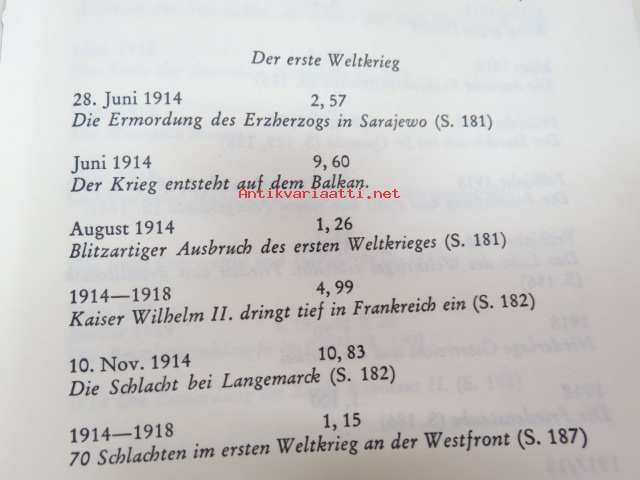 Der erste Weltkrieg
28. Juni 1914 2, 57
Die Ermordung des Erzherzogs in Sarajewo (S. 181)
Juni 1914 9, 60
Der Krieg entsteht auf dem Balkan.
Antikvariaatti.net
August 1914 1, 26
Blitzartiger Ausbruch des ersten Weltkrieges (S. 181)
1914—1918 4, 99
Kaiser Wilhelm II. dringt tief in Frankreich ein (S. 182)
10. Nov. 1914 10, 83
Die Schlacht bei Langemarck (S. 182)
1914—1918 1, 15
70 Schlachten im ersten Weltkrieg an der Westfront (S. 187)